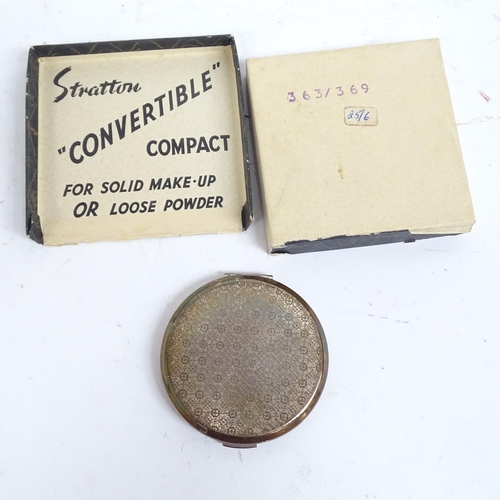 Stratton
"CONVERTIBLE"
COMPACT
FOR SOLID MAKE-UP
OR LOOSE POWDER
363/369
25/6